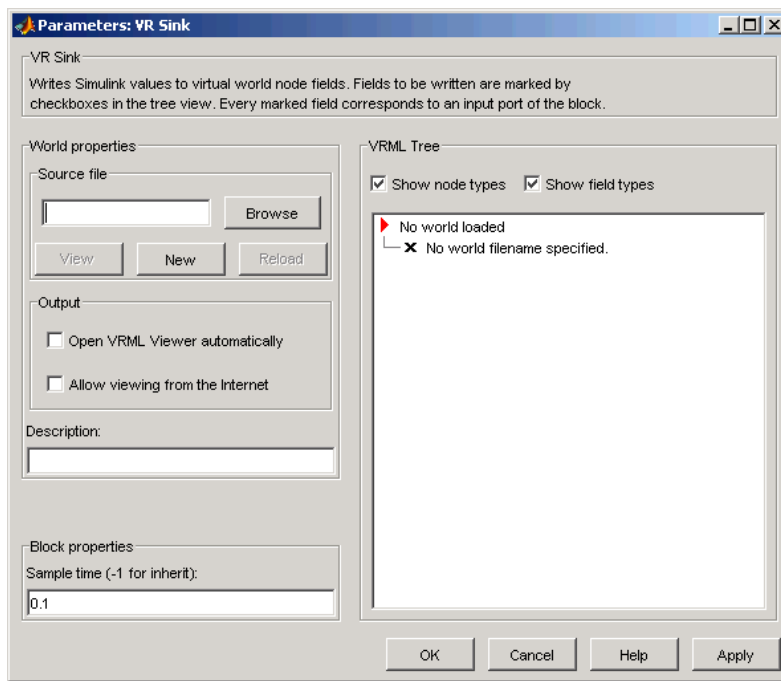 Parameters: VR Sink
VR Sink
Writes Simulink values to virtual world node fields. Fields to be written are marked by
checkboxes in the tree view. Every marked field corresponds to an input port of the block.
World properties
Source file
Browse
View New Reload
Output
Open VRML Viewer automatically
Allow viewing from the Internet
Description:
Block properties
Sample time (-1 for inherit):
0.1
VRML Tree
Show node types Show field types
No world loaded
No world filename specified.
OK Cancel Help Apply